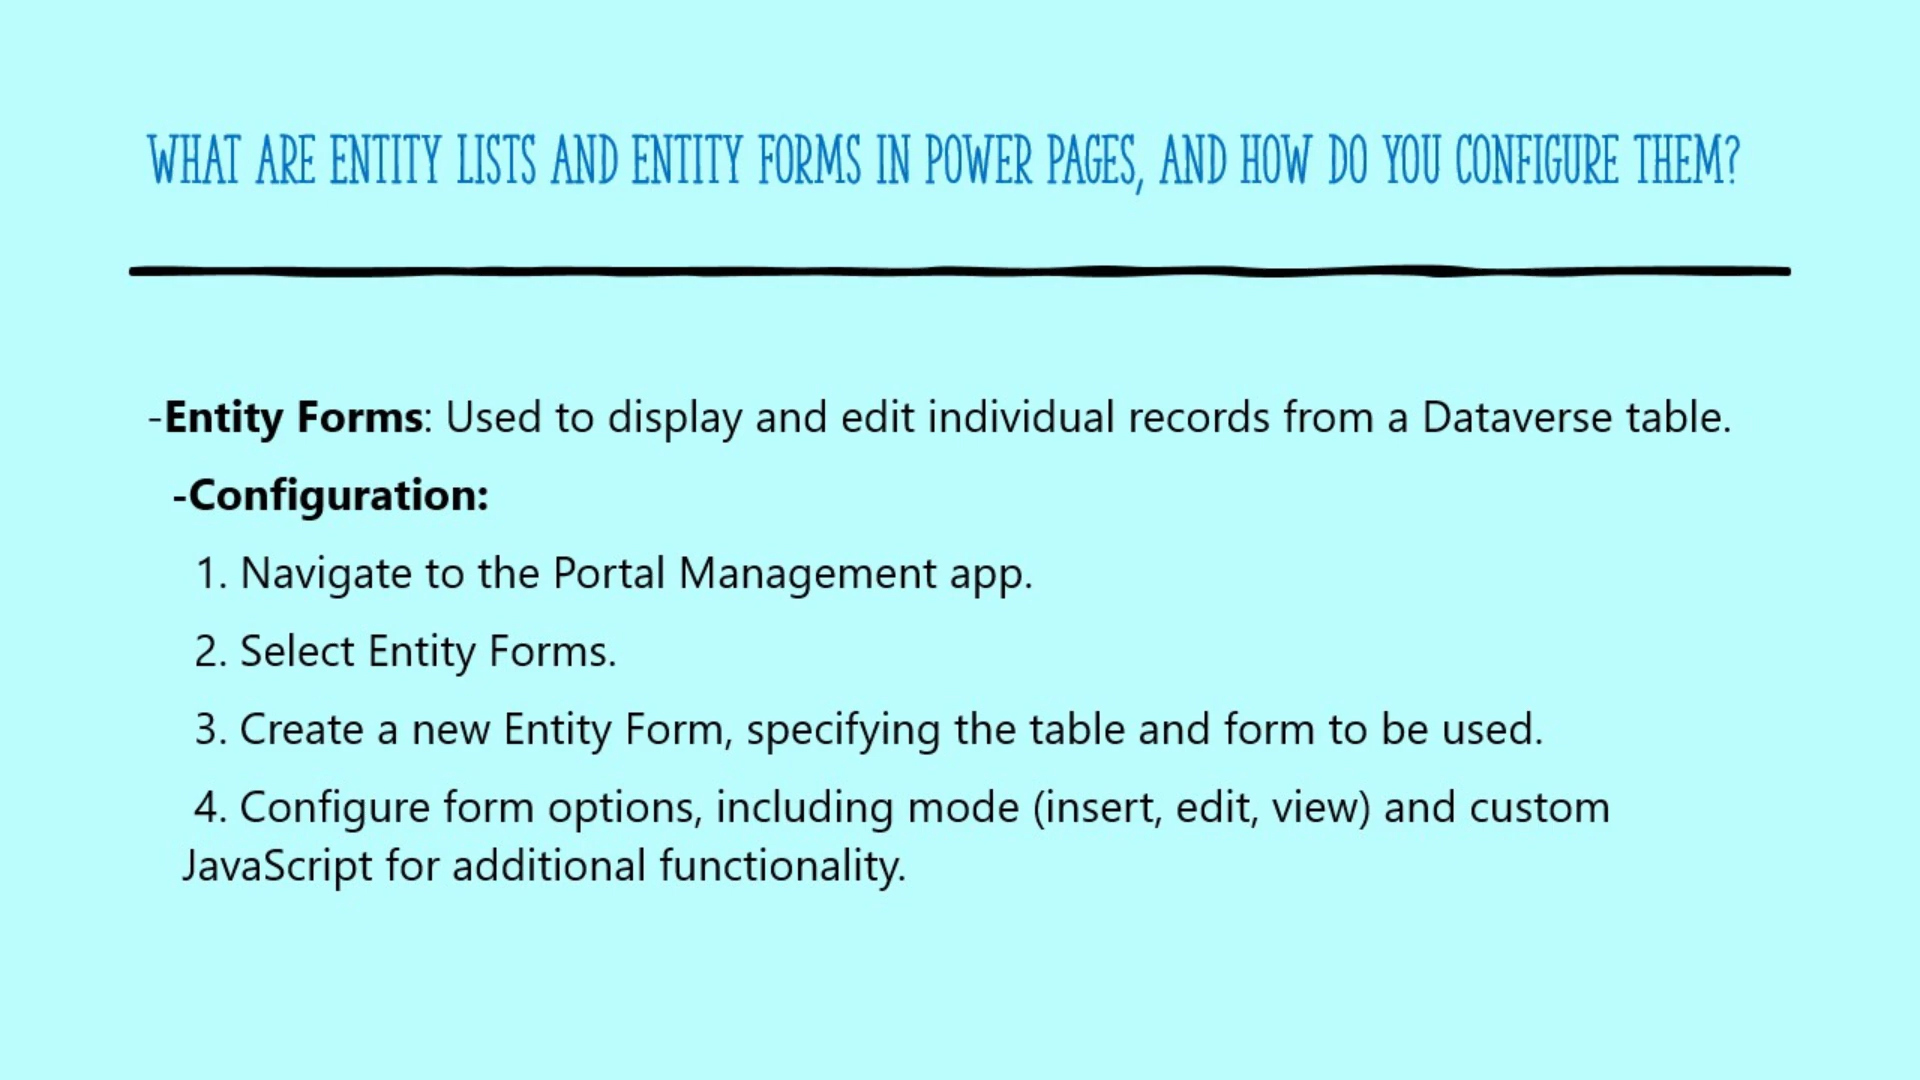 WHAT ARE ENTITY LISTS AND ENTITY FORMS IN POWER PAGES, AND HOW DO YOU CONFIGURE THEM?
-Entity Forms: Used to display and edit individual records from a Dataverse table.
-Configuration:
1. Navigate to the Portal Management app.
2. Select Entity Forms.
3. Create a new Entity Form, specifying the table and form to be used.
4. Configure form options, including mode (insert, edit, view) and custom
JavaScript for additional functionality.